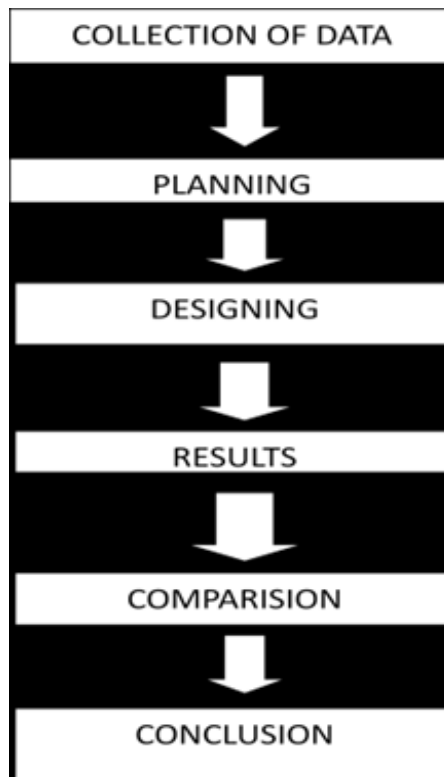 COLLECTION OF DATA
PLANNING
DESIGNING
RESULTS
COMPARISION
CONCLUSION